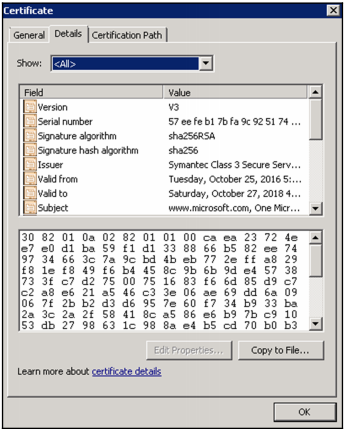 Certificate
General Details Certification Path
Show: <All>
Field Value
Version V3
Serial number 57 ee fe b1 7b fa 9c 92 51 74 ...
Signature algorithm sha256RSA
Signature hash algorithm sha256
Issuer Symantec Class 3 Secure Serv...
Valid from Tuesday, October 25, 2016 5:...
Valid to Saturday, October 27, 2018 4...
Subject www.microsoft.com, One Micr...
30 82 01 0a 02 82 01 01 00 ca ea 23 72 4e
e7 e0 d1 ba 59 f1 d1 33 88 66 b5 82 ee 74
97 34 66 3c 7a 9c bd 4b eb 77 2e ff a8 29
f8 1e f8 49 f6 b4 58 8c 9b 6b 9d e4 57 38
73 3f c7 d2 75 00 75 16 83 f6 6d 85 d9 c7
c2 a8 e6 21 a5 46 c3 3e 06 ae 69 dd 6a 09
06 7f 2b b2 d3 d6 95 7e 60 f7 34 b9 33 ba
2a 3c 2a 2f 58 41 8c a5 86 e6 b9 7b c9 10
53 db 27 98 63 1c 98 8a e4 b5 cd 70 b0 b3
Edit Properties... Copy to File...
Learn more about certificate details
OK